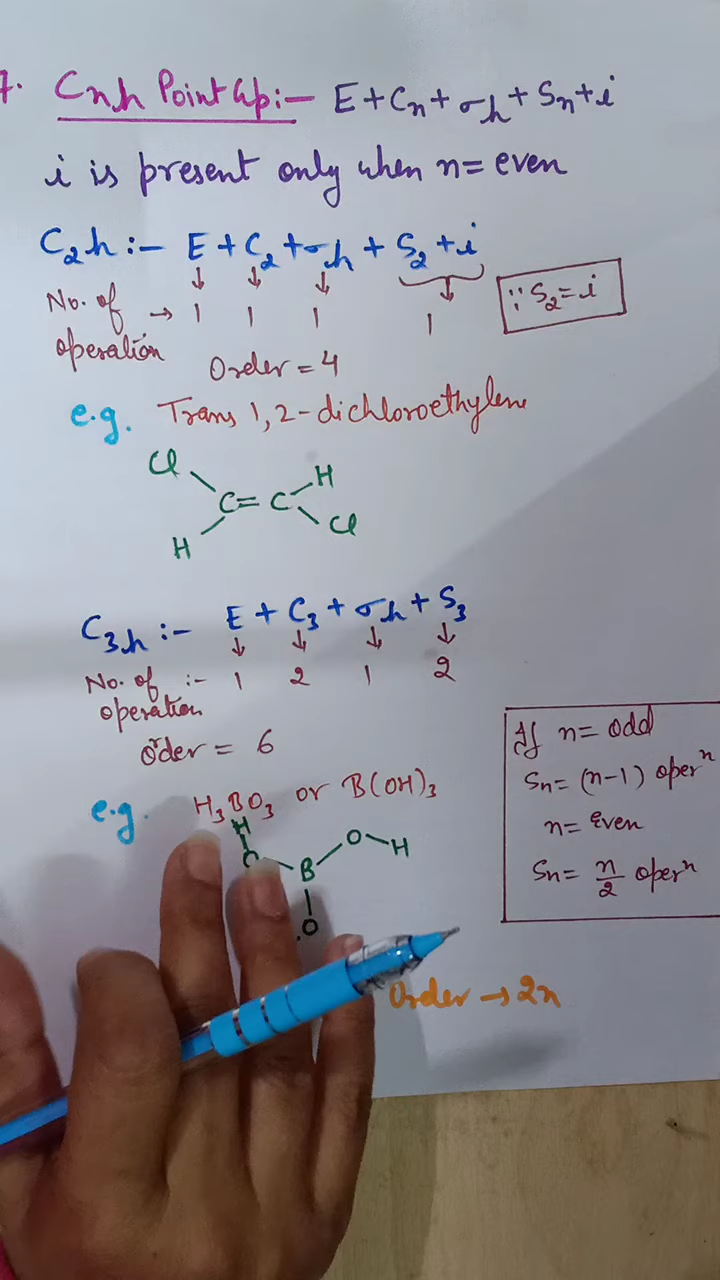 7. Cnh Point Gp:- E + Cn + σh + Sn + i
i is present only when n= even
C2h :- E + C2 + σh + S2 + i
↓ ↓ ↓ ↓
∵ S2 = i
No. of operation → 1 1 1 1
Order = 4
e.g. Trans 1,2-dichloroethylene
Cl H
C = C
H Cl
C3h :- E + C3 + σh + S3
↓ ↓ ↓ ↓
No. of operation :- 1 2 1 2
order = 6
e.g. H3BO3 or B(OH)3
H
O B O H
O
If n= odd
Sn= (n-1) opern
n= Even
Sn= n/2 opern
Order → 2n